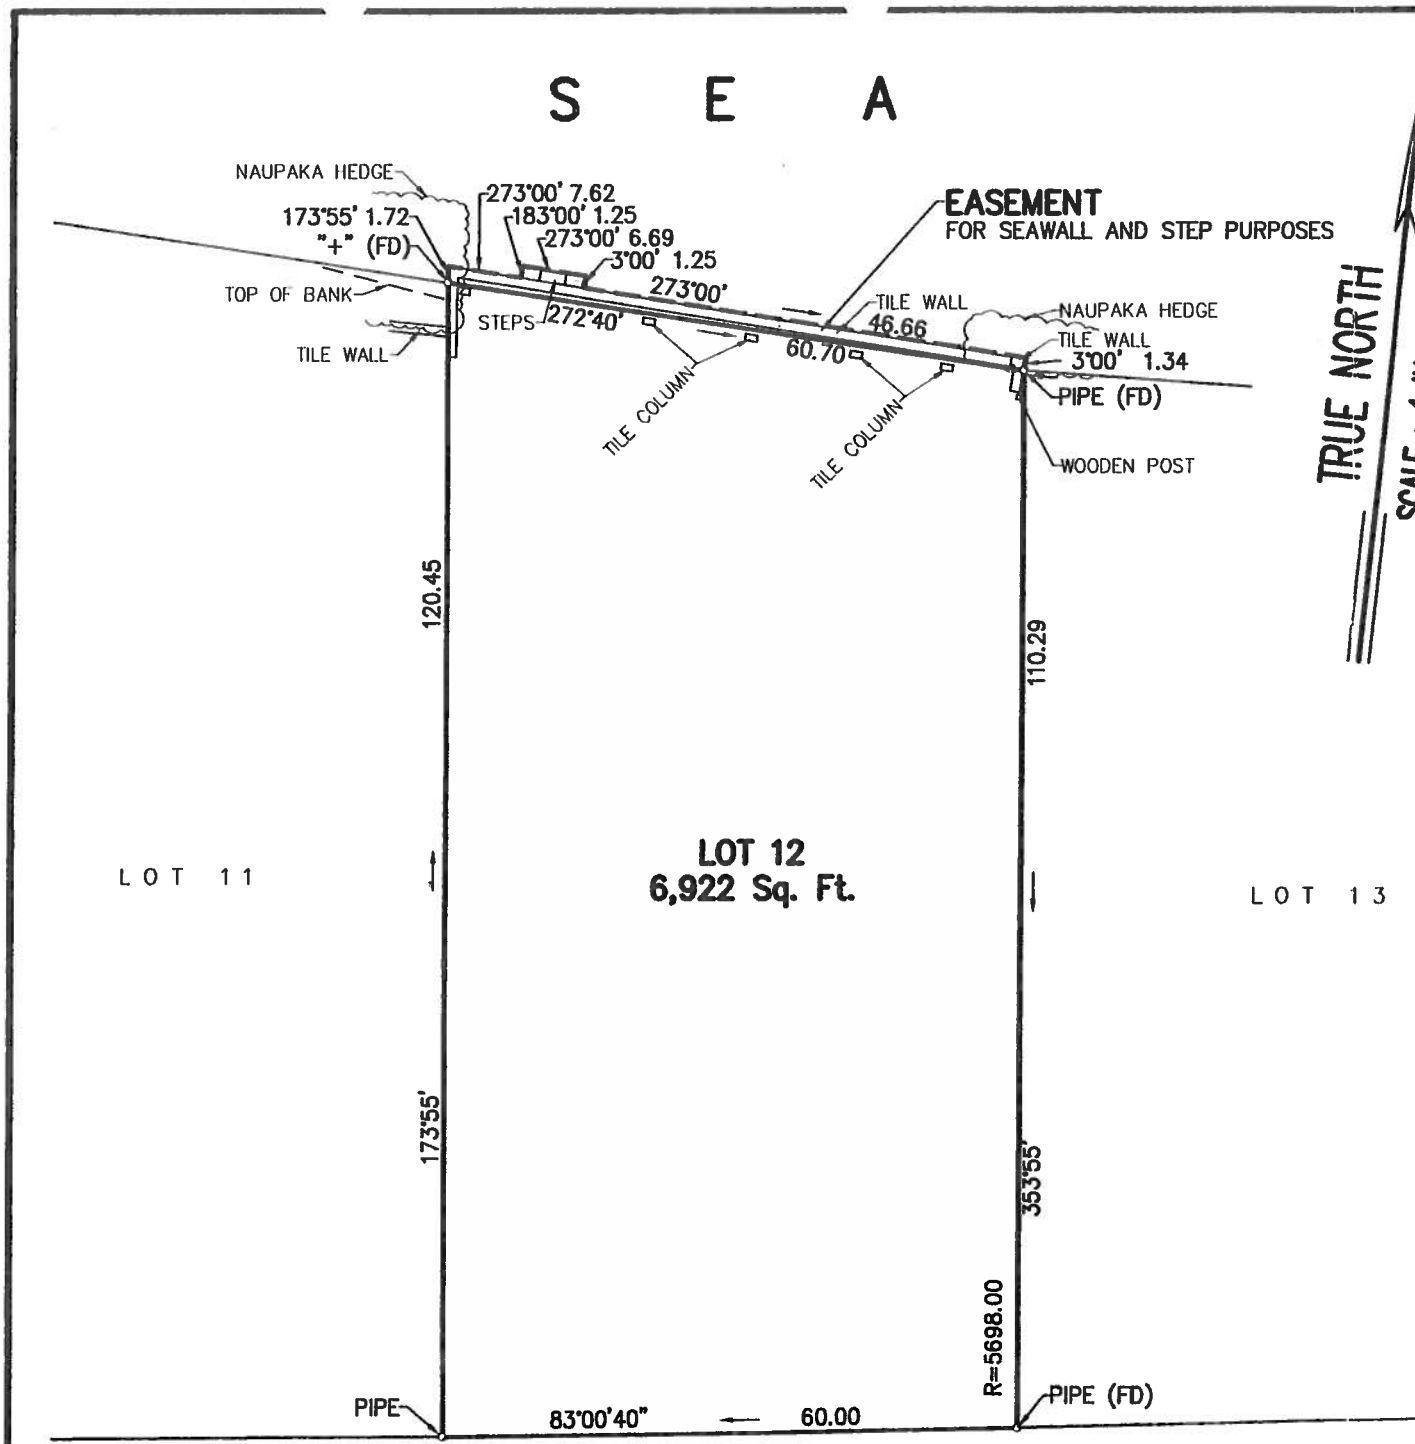 S E A
NAUPAKA HEDGE
273°00' 7.62
173°55' 1.72
183°00' 1.25
"+" (FD)
273°00' 6.69
3°00' 1.25
EASEMENT
FOR SEAWALL AND STEP PURPOSES
TOP OF BANK
273°00'
TILE WALL
46.66
NAUPAKA HEDGE
STEPS
272°40'
TILE WALL
60.70
TILE WALL
3°00' 1.34
PIPE (FD)
TILE COLUMN
TILE COLUMN
WOODEN POST
TRUE NORTH
120.45
110.29
LOT 12
6,922 Sq. Ft.
LOT 11
LOT 13
173°55'
353°55'
R=5698.00
PIPE
PIPE (FD)
83°00'40"
60.00